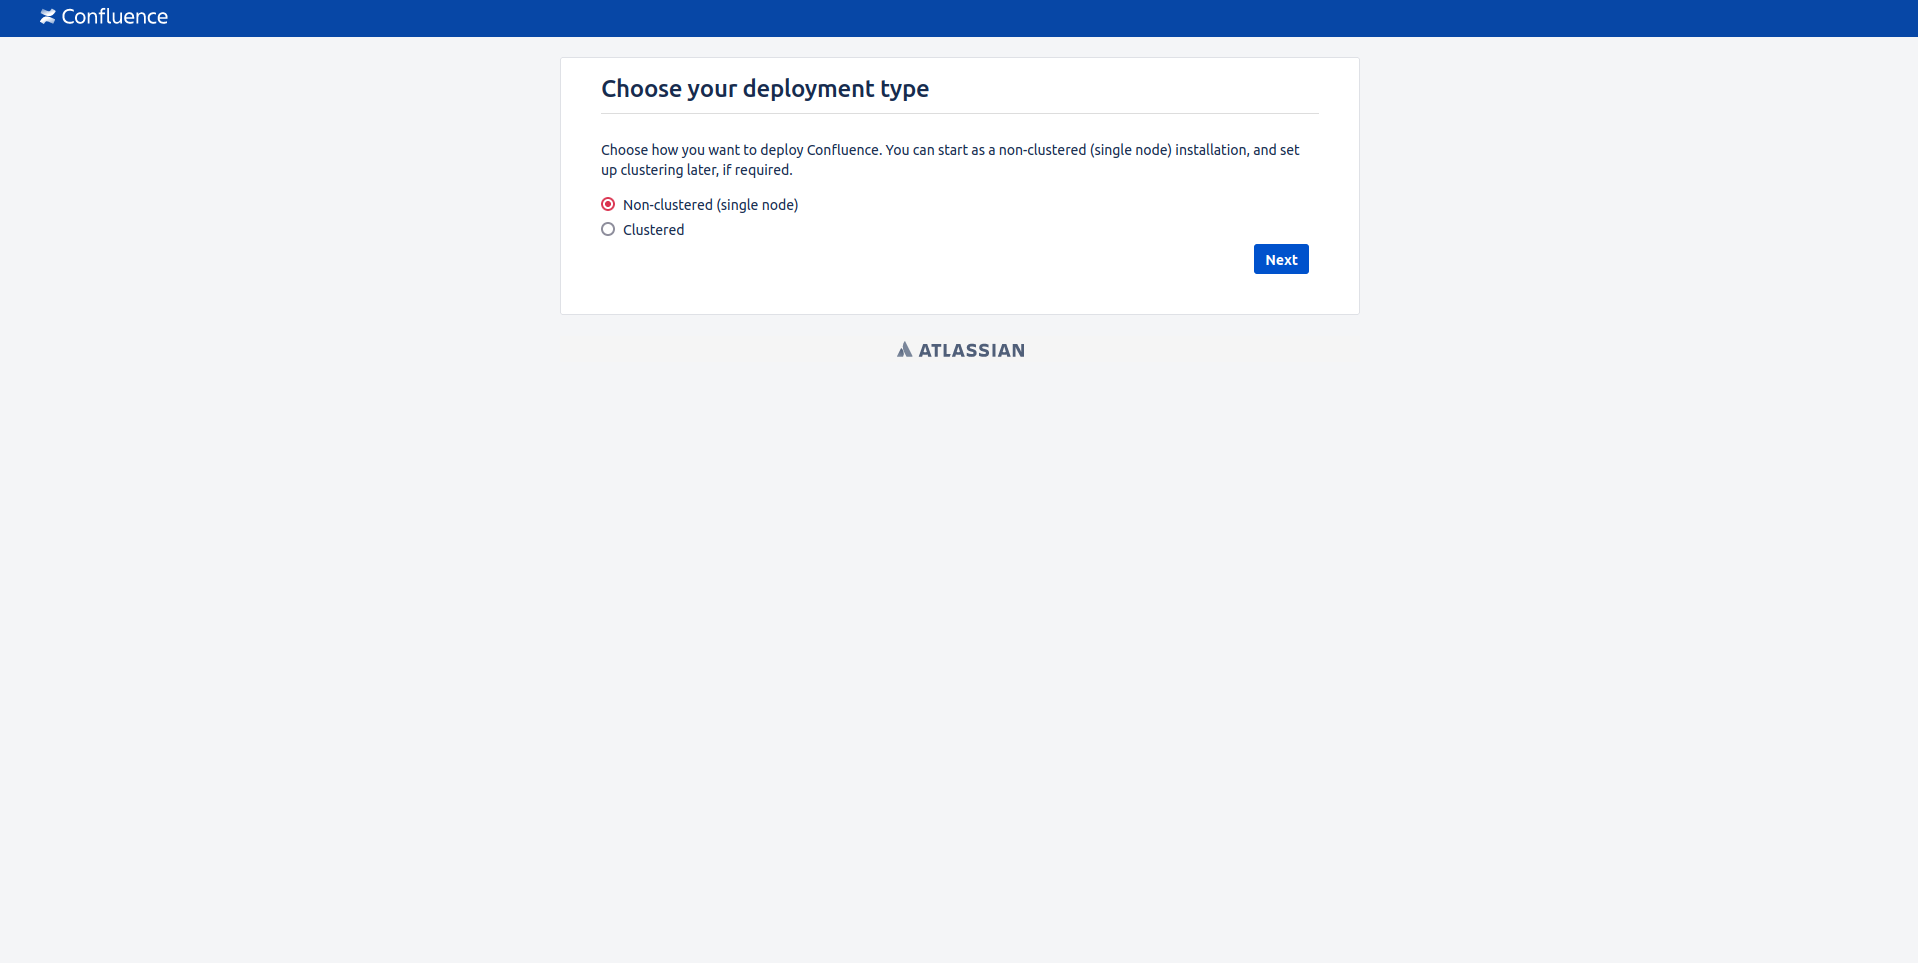 Confluence
Choose your deployment type
Choose how you want to deploy Confluence. You can start as a non-clustered (single node) installation, and set
up clustering later, if required.
Non-clustered (single node)
Clustered
Next
ATLASSIAN